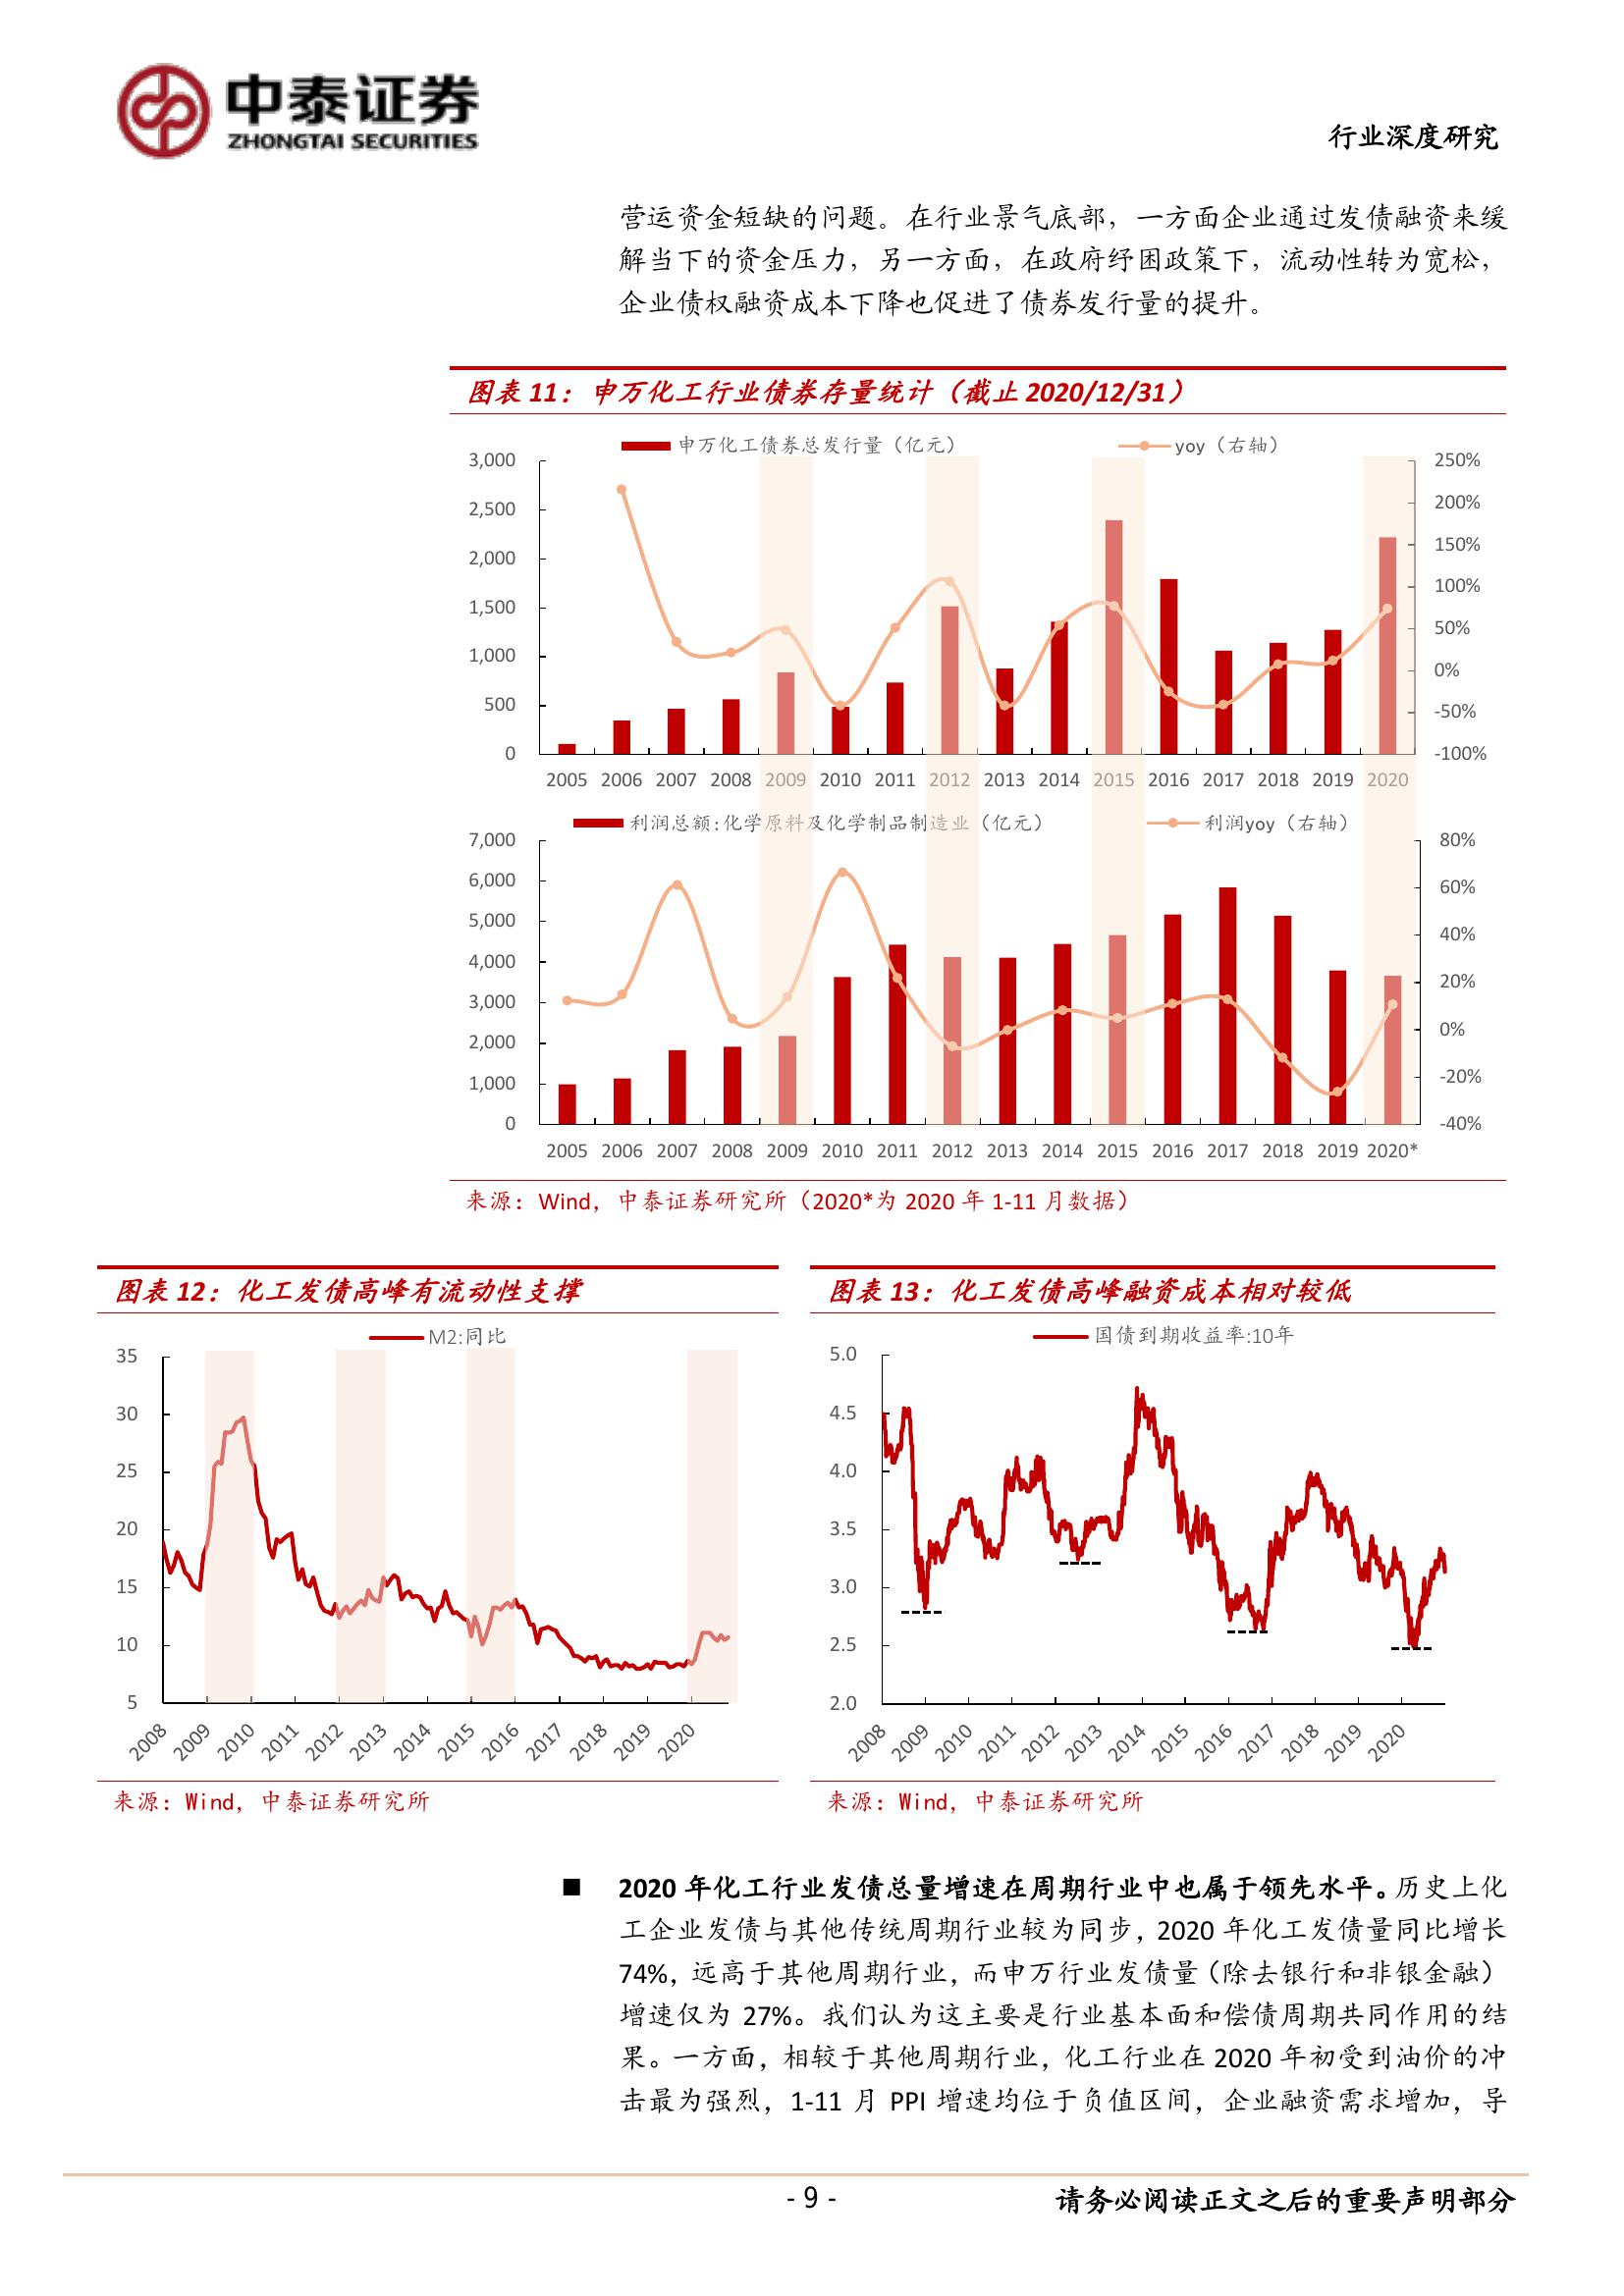 中泰证券
ZHONGTAI SECURITIES
行业深度研究
营运资金短缺的问题。在行业景气底部，一方面企业通过发债融资来缓
解当下的资金压力，另一方面，在政府纾困政策下，流动性转为宽松，
企业债权融资成本下降也促进了债券发行量的提升。
图表 11：申万化工行业债券存量统计（截止 2020/12/31）
申万化工债券总发行量（亿元） yoy（右轴）
3,000 250%
2,500 200%
2,000 150%
1,500 100%
1,000 50%
500 0%
0 -50%
-100%
2005 2006 2007 2008 2009 2010 2011 2012 2013 2014 2015 2016 2017 2018 2019 2020
利润总额:化学原料及化学制品制造业（亿元） 利润yoy（右轴）
7,000 80%
6,000 60%
5,000 40%
4,000 20%
3,000 0%
2,000 -20%
1,000 -40%
0
2005 2006 2007 2008 2009 2010 2011 2012 2013 2014 2015 2016 2017 2018 2019 2020*
来源：Wind，中泰证券研究所（2020*为 2020 年 1-11 月数据）
图表 12：化工发债高峰有流动性支撑
M2:同比
35
30
25
20
15
10
5
2008 2009 2010 2011 2012 2013 2014 2015 2016 2017 2018 2019 2020
来源：Wind，中泰证券研究所
图表 13：化工发债高峰融资成本相对较低
国债到期收益率:10年
5.0
4.5
4.0
3.5
3.0
2.5
2.0
2008 2009 2010 2011 2012 2013 2014 2015 2016 2017 2018 2019 2020
来源：Wind，中泰证券研究所
■ 2020 年化工行业发债总量增速在周期行业中也属于领先水平。历史上化
工企业发债与其他传统周期行业较为同步，2020 年化工发债量同比增长
74%，远高于其他周期行业，而申万行业发债量（除去银行和非银金融）
增速仅为 27%。我们认为这主要是行业基本面和偿债周期共同作用的结
果。一方面，相较于其他周期行业，化工行业在 2020 年初受到油价的冲
击最为强烈，1-11 月 PPI 增速均位于负值区间，企业融资需求增加，导
- 9 -
请务必阅读正文之后的重要声明部分